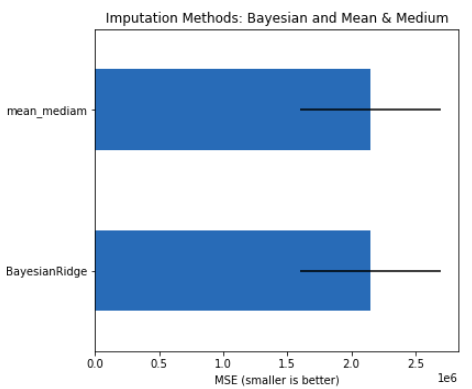 Imputation Methods: Bayesian and Mean & Medium
mean_mediam
BayesianRidge
0.0 0.5 1.0 1.5 2.0 2.5
1e6
MSE (smaller is better)